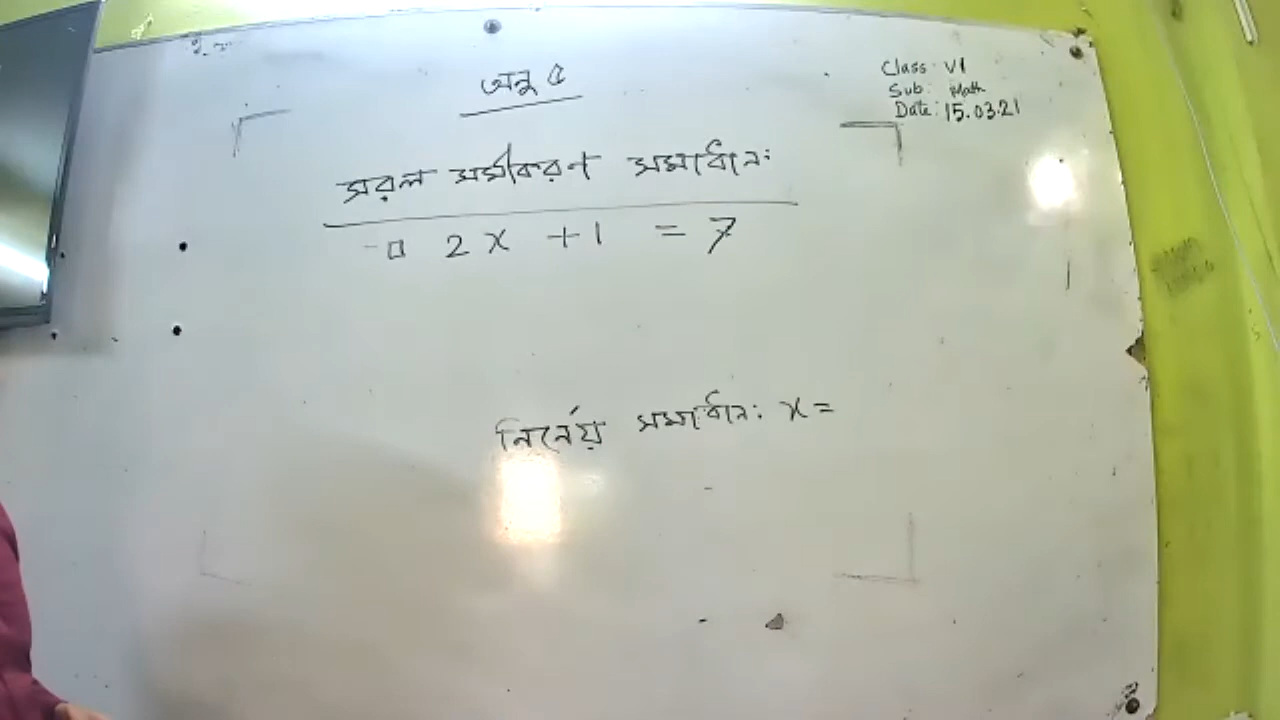 অনু ৫
Class: VI
Sub: Math
Date: 15.03.21
সরল সমীকরণ সমাধান:
2x + 1 = 7
নির্নেয় সমাধান: x =